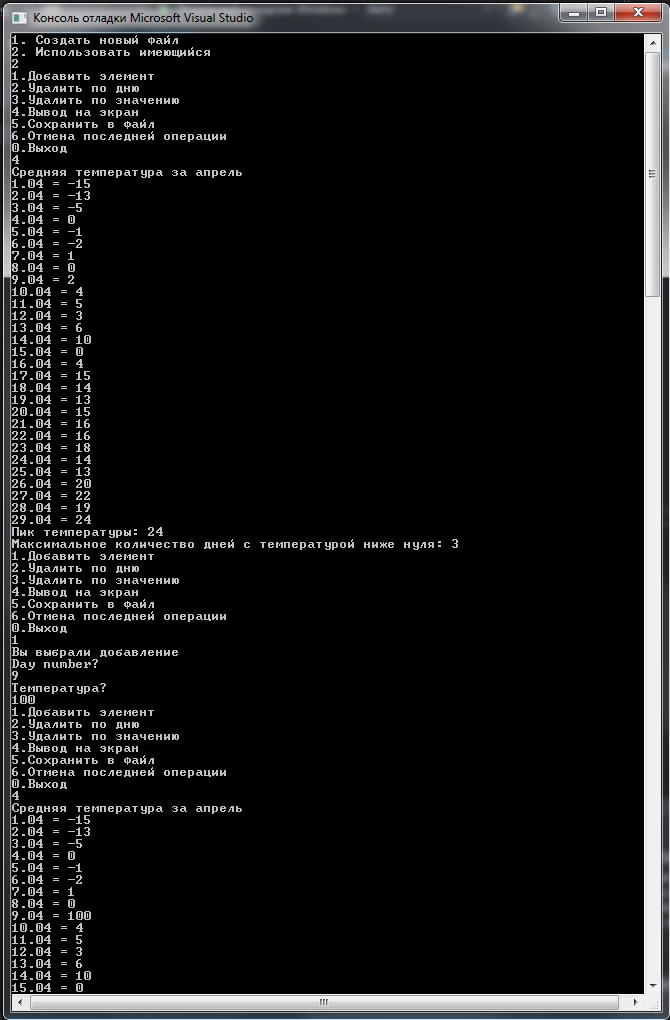 Консоль отладки Microsoft Visual Studio
1. Создать новый файл
2. Использовать имеющийся
2
1.Добавить элемент
2.Удалить по дню
3.Удалить по значению
4.Вывод на экран
5.Сохранить в файл
6.Отмена последней операции
0.Выход
4
Средняя температура за апрель
1.04 = -15
2.04 = -13
3.04 = -5
4.04 = 0
5.04 = -1
6.04 = -2
7.04 = 1
8.04 = 0
9.04 = 2
10.04 = 4
11.04 = 5
12.04 = 3
13.04 = 6
14.04 = 10
15.04 = 0
16.04 = 4
17.04 = 15
18.04 = 14
19.04 = 13
20.04 = 15
21.04 = 16
22.04 = 16
23.04 = 18
24.04 = 14
25.04 = 13
26.04 = 20
27.04 = 22
28.04 = 19
29.04 = 24
Пик температуры: 24
Максимальное количество дней с температурой ниже нуля: 3
1.Добавить элемент
2.Удалить по дню
3.Удалить по значению
4.Вывод на экран
5.Сохранить в файл
6.Отмена последней операции
0.Выход
1
Вы выбрали добавление
Day number?
9
Температура?
100
1.Добавить элемент
2.Удалить по дню
3.Удалить по значению
4.Вывод на экран
5.Сохранить в файл
6.Отмена последней операции
0.Выход
4
Средняя температура за апрель
1.04 = -15
2.04 = -13
3.04 = -5
4.04 = 0
5.04 = -1
6.04 = -2
7.04 = 1
8.04 = 0
9.04 = 100
10.04 = 4
11.04 = 5
12.04 = 3
13.04 = 6
14.04 = 10
15.04 = 0